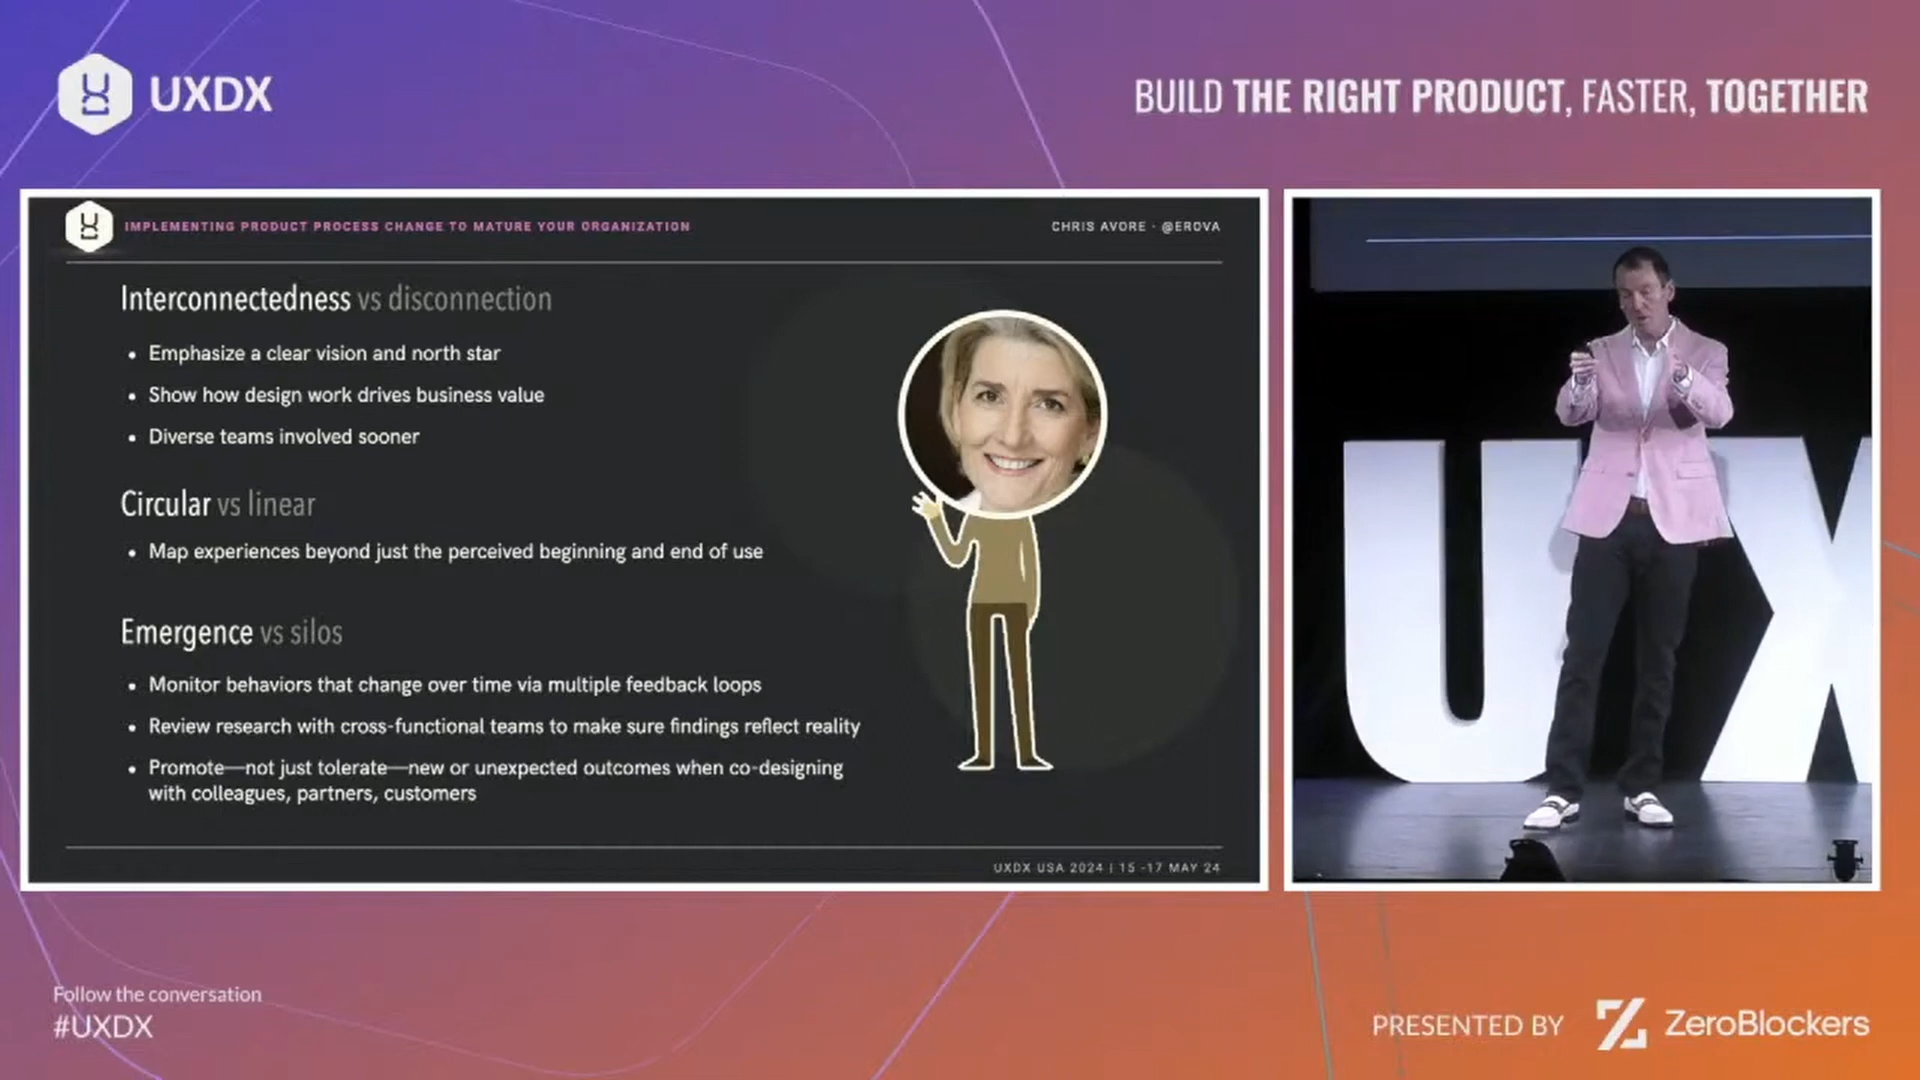 UXDX
BUILD THE RIGHT PRODUCT, FASTER, TOGETHER
IMPLEMENTING PRODUCT PROCESS CHANGE TO MATURE YOUR ORGANIZATION
CHRIS AVORE · @EROVA
Interconnectedness vs disconnection
• Emphasize a clear vision and north star
• Show how design work drives business value
• Diverse teams involved sooner
Circular vs linear
• Map experiences beyond just the perceived beginning and end of use
Emergence vs silos
• Monitor behaviors that change over time via multiple feedback loops
• Review research with cross-functional teams to make sure findings reflect reality
• Promote—not just tolerate—new or unexpected outcomes when co-designing
with colleagues, partners, customers
UXDX USA 2024 | 15 -17 MAY 24
UX
Follow the conversation
#UXDX
PRESENTED BY ZeroBlockers